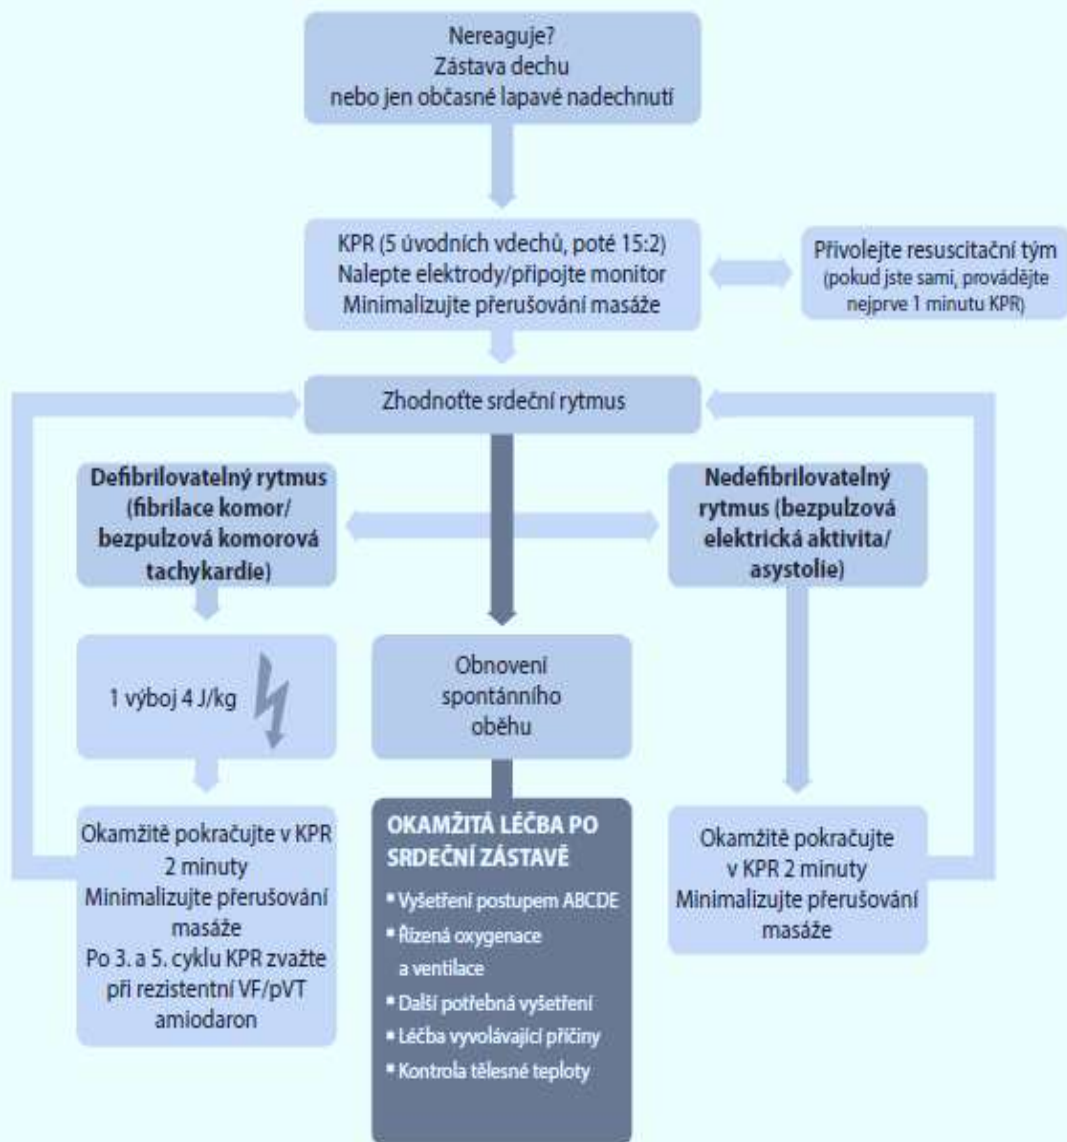 Nereaguje?
Zástava dechu
nebo jen občasné lapavé nadechnutí
KPR (5 úvodních vdechů, poté 15:2)
Nalepte elektrody/připojte monitor
Minimalizujte přerušování masáže
Přivolejte resuscitační tým
(pokud jste sami, provádějte
nejprve 1 minutu KPR)
Zhodnoťte srdeční rytmus
Defibrilovatelný rytmus
(fibrilace komor/
bezpulzová komorová
tachykardie)
Nedefibrilovatelný
rytmus (bezpulzová
elektrická aktivita/
asystolie)
1 výboj 4 J/kg
Obnovení
spontánního
oběhu
Okamžitě pokračujte v KPR
2 minuty
Minimalizujte přerušování
masáže
Po 3. a 5. cyklu KPR zvažte
při rezistentní VF/pVT
amiodaron
OKAMŽITÁ LÉČBA PO
SRDEČNÍ ZÁSTAVĚ
▪ Vyšetření postupem ABCDE
▪ Řízená oxygenace
a ventilace
▪ Další potřebná vyšetření
▪ Léčba vyvolávající příčiny
▪ Kontrola tělesné teploty
Okamžitě pokračujte
v KPR 2 minuty
Minimalizujte přerušování
masáže